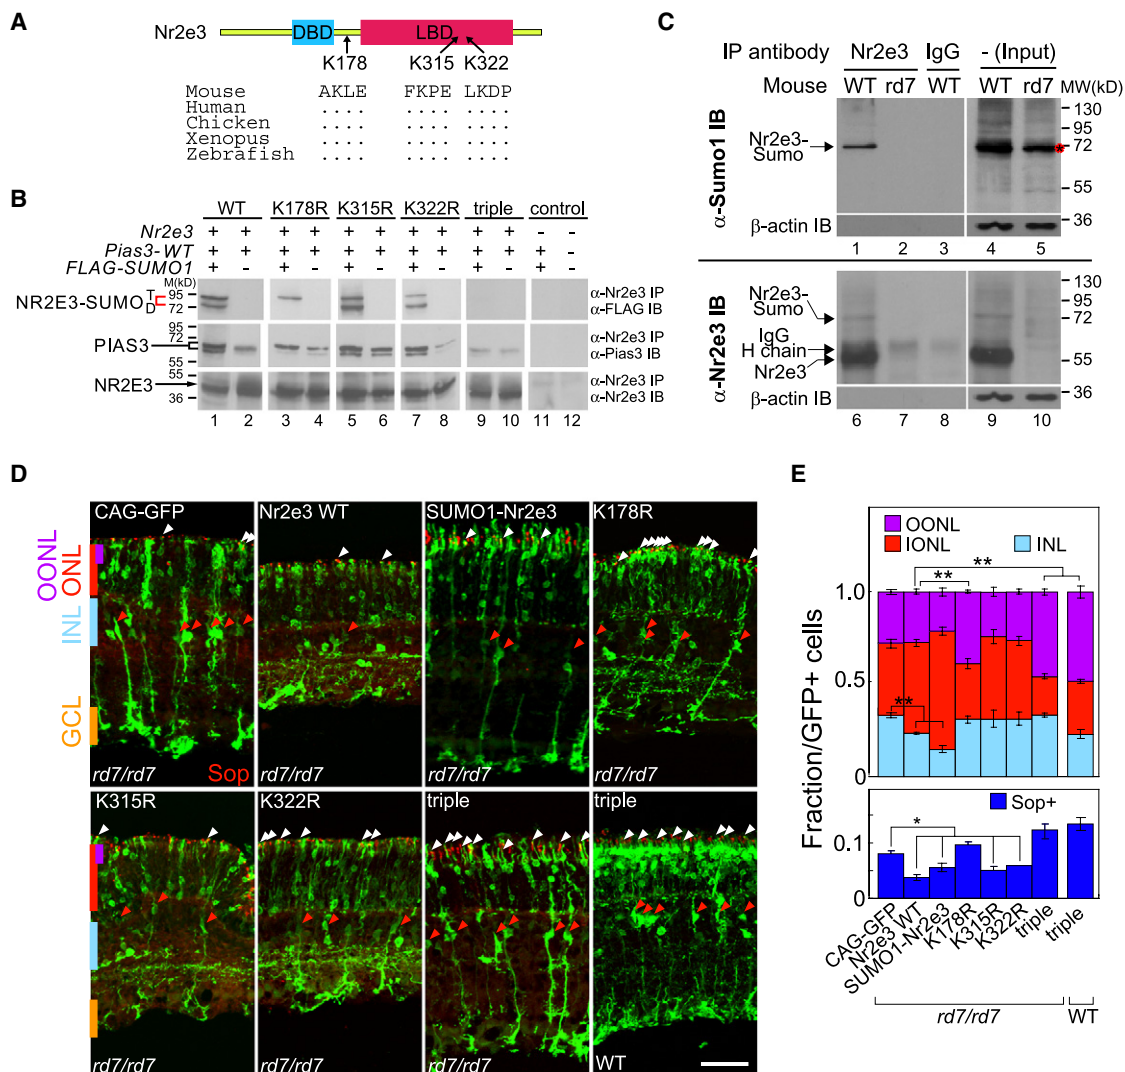 A
Nr2e3
DBD
LBD
K178
K315
K322
Mouse AKLE FKPE LKDP
Human .... .... ....
Chicken .... .... ....
Xenopus .... .... ....
Zebrafish .... .... ....
B
WT K178R K315R K322R triple control
Nr2e3 + + + + + + + + + + - -
Pias3-WT + + + + + + + + + + + -
FLAG-SUMO1 + - + - + - + - + - + -
M(kD)
NR2E3-SUMO
T
D
95
72
α-Nr2e3 IP
α-FLAG IB
PIAS3
95
72
55
α-Nr2e3 IP
α-Pias3 IB
NR2E3
55
36
α-Nr2e3 IP
α-Nr2e3 IB
1 2 3 4 5 6 7 8 9 10 11 12
C
IP antibody Nr2e3 IgG - (Input)
Mouse WT rd7 WT WT rd7 MW(kD)
α-Sumo1 IB
Nr2e3-
Sumo
130
95
72
*
55
36
β-actin IB
1 2 3 4 5
α-Nr2e3 IB
Nr2e3-
Sumo
IgG
H chain
Nr2e3
130
95
72
55
36
β-actin IB
6 7 8 9 10
D
OONL
ONL
INL
GCL
CAG-GFP
rd7/rd7
Sop
Nr2e3 WT
rd7/rd7
SUMO1-Nr2e3
rd7/rd7
K178R
rd7/rd7
K315R
rd7/rd7
K322R
rd7/rd7
triple
rd7/rd7
triple
WT
E
OONL
IONL
INL
**
**
**
1.0
0.5
0
Fraction/GFP+ cells
Sop+
*
0.1
0
CAG-GFP
Nr2e3 WT
SUMO1-Nr2e3
K178R
K315R
K322R
triple
triple
rd7/rd7
WT